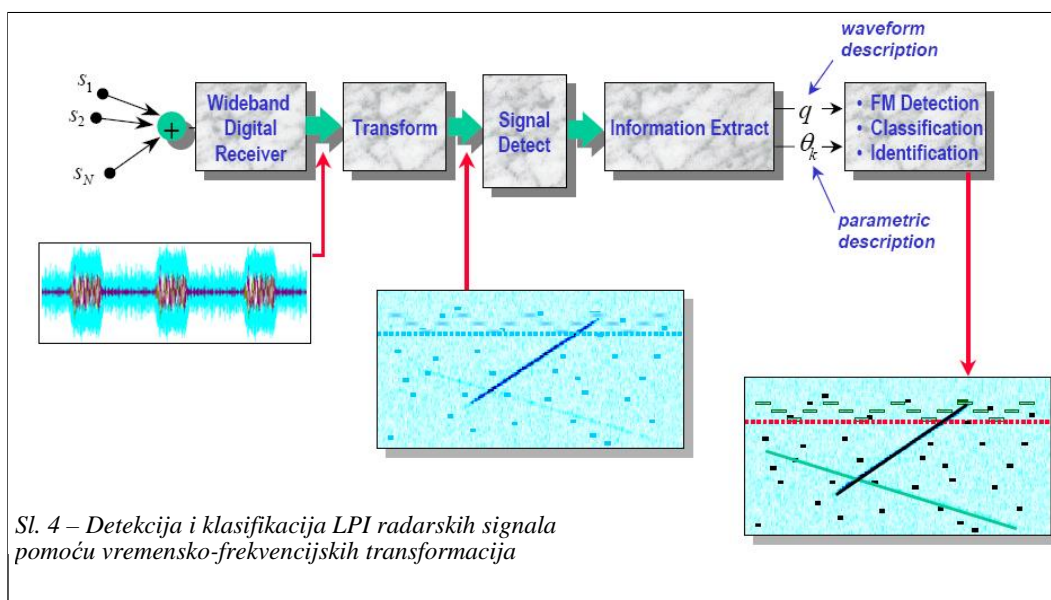 waveform
description
s1
s2
sN
+
Wideband
Digital
Receiver
Transform
Signal
Detect
Information Extract
q
θk
• FM Detection
• Classification
• Identification
parametric
description
Sl. 4 – Detekcija i klasifikacija LPI radarskih signala
pomoću vremensko-frekvencijskih transformacija